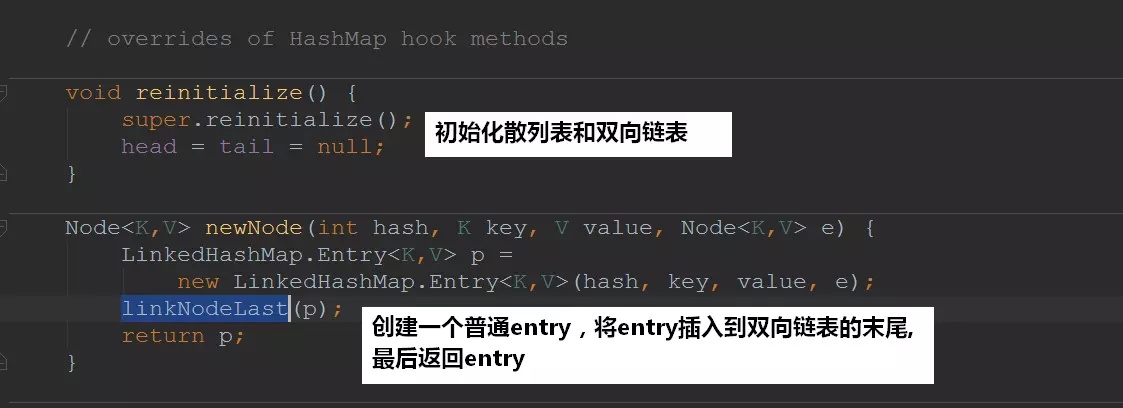 // overrides of HashMap hook methods
void reinitialize() {
super.reinitialize();
初始化散列表和双向链表
head = tail = null;
}
Node<K,V> newNode(int hash, K key, V value, Node<K,V> e) {
LinkedHashMap.Entry<K,V> p =
new LinkedHashMap.Entry<K,V>(hash, key, value, e);
linkNodeLast(p);
return p;
创建一个普通entry，将entry插入到双向链表的末尾,
最后返回entry
}